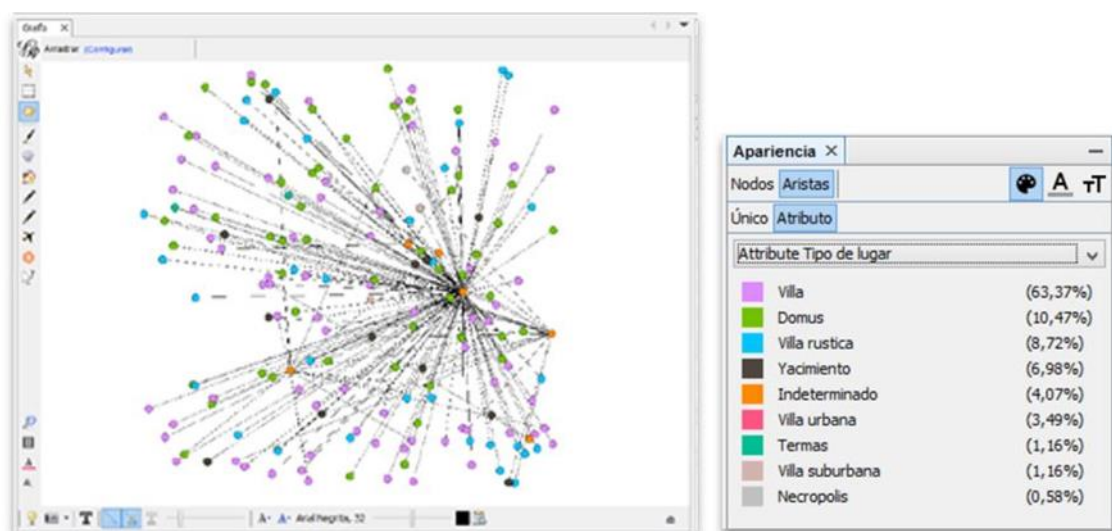 Grafo X
Arrastrar (Configurar)
T
A- A- Arial Negrita, 32
Apariencia X
Nodos Aristas A TT
Único Atributo
Attribute Tipo de lugar
Villa (63,37%)
Domus (10,47%)
Villa rustica (8,72%)
Yacimiento (6,98%)
Indeterminado (4,07%)
Villa urbana (3,49%)
Termas (1,16%)
Villa suburbana (1,16%)
Necropolis (0,58%)